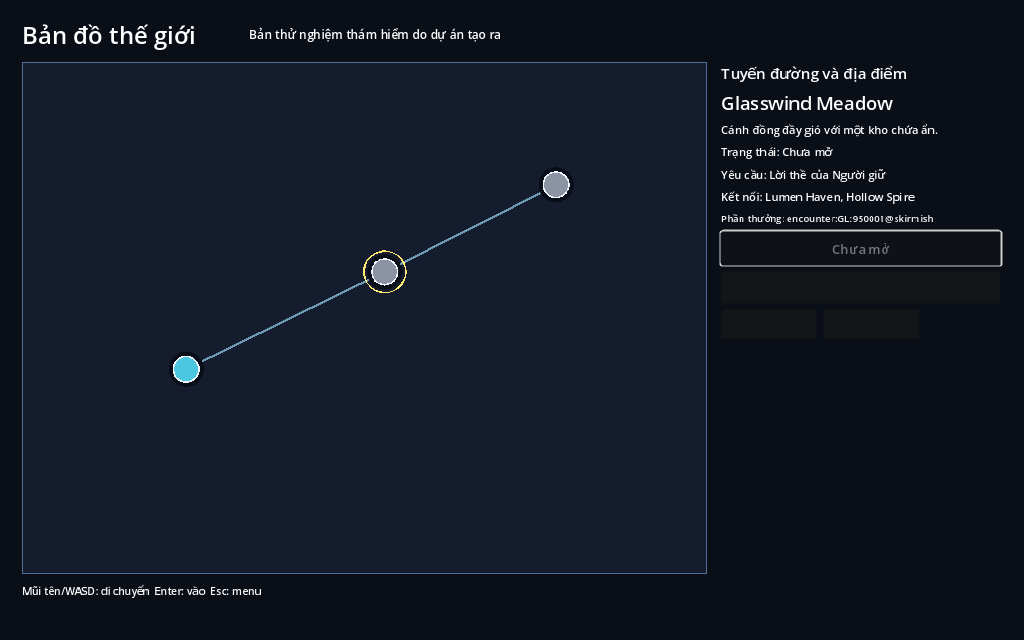 Bản đồ thế giới
Bản thử nghiệm thám hiểm do dự án tạo ra
Tuyến đường và địa điểm
Glasswind Meadow
Cánh đồng đầy gió với một kho chứa ẩn.
Trạng thái: Chưa mở
Yêu cầu: Lời thề của Người giữ
Kết nối: Lumen Haven, Hollow Spire
Phần thưởng: encounter:GL:950001@skirmish
Chưa mở
Mũi tên/WASD: di chuyển Enter: vào Esc: menu